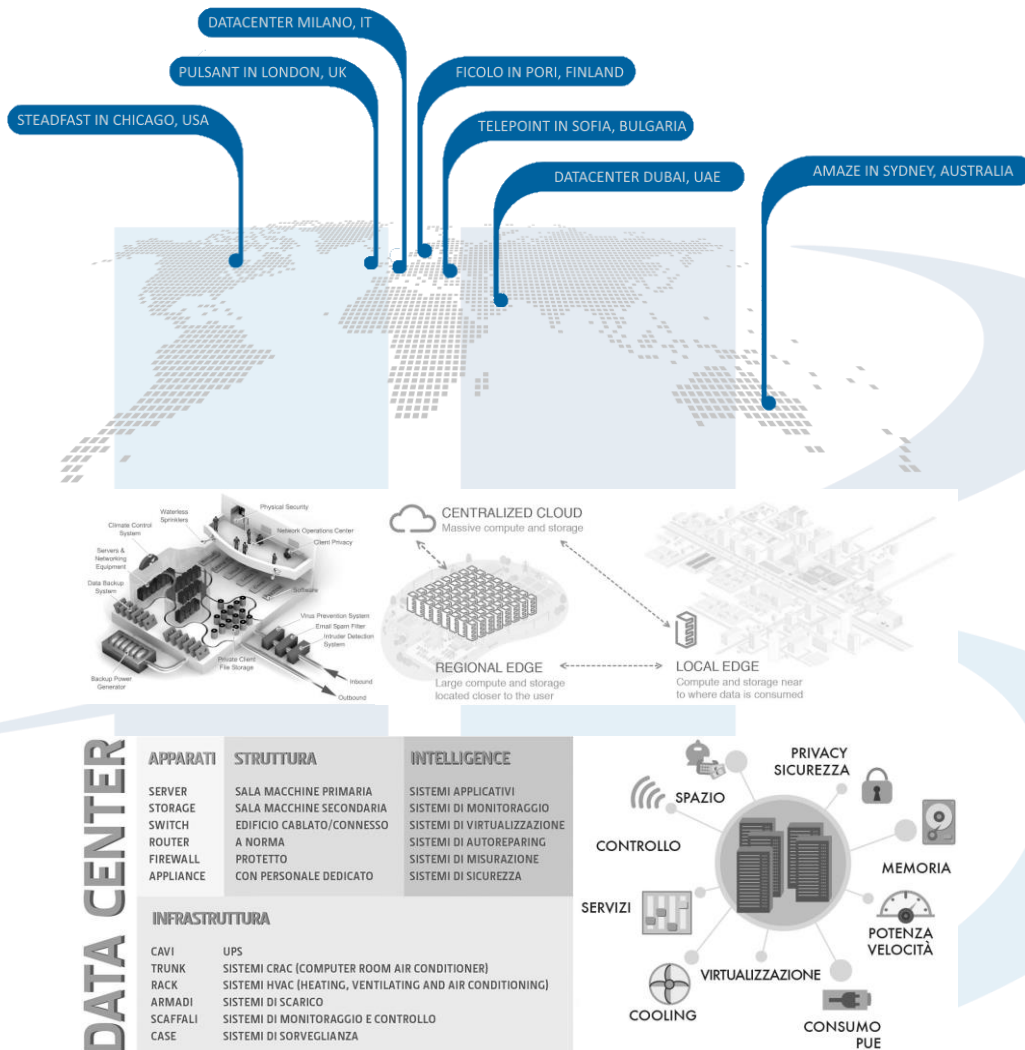 DATACENTER MILANO, IT
PULSANT IN LONDON, UK
FICOLO IN PORI, FINLAND
STEADFAST IN CHICAGO, USA
TELEPOINT IN SOFIA, BULGARIA
DATACENTER DUBAI, UAE
AMAZE IN SYDNEY, AUSTRALIA
Physical Security
Waterless
Sprinklers
Climate Control
System
Network Operations Center
Client Privacy
Servers &
Networking
Equipment
Data Backup
System
Software
Virus Prevention System
Email Spam Filter
Intruder Detection
System
Private Client
File Storage
Backup Power
Generator
Inbound
Outbound
CENTRALIZED CLOUD
Massive compute and storage
REGIONAL EDGE
Large compute and storage
located closer to the user
LOCAL EDGE
Compute and storage near
to where data is consumed
DATA CENTER
APPARATI
SERVER
STORAGE
SWITCH
ROUTER
FIREWALL
APPLIANCE
STRUTTURA
SALA MACCHINE PRIMARIA
SALA MACCHINE SECONDARIA
EDIFICIO CABLATO/CONNESSO
A NORMA
PROTETTO
CON PERSONALE DEDICATO
INTELLIGENCE
SISTEMI APPLICATIVI
SISTEMI DI MONITORAGGIO
SISTEMI DI VIRTUALIZZAZIONE
SISTEMI DI AUTOREPARING
SISTEMI DI MISURAZIONE
SISTEMI DI SICUREZZA
INFRASTRUTTURA
CAVI
TRUNK
RACK
ARMADI
SCAFFALI
CASE
UPS
SISTEMI CRAC (COMPUTER ROOM AIR CONDITIONER)
SISTEMI HVAC (HEATING, VENTILATING AND AIR CONDITIONING)
SISTEMI DI SCARICO
SISTEMI DI MONITORAGGIO E CONTROLLO
SISTEMI DI SORVEGLIANZA
PRIVACY
SICUREZZA
SPAZIO
CONTROLLO
MEMORIA
SERVIZI
POTENZA
VELOCITÀ
VIRTUALIZZAZIONE
COOLING
CONSUMO
PUE